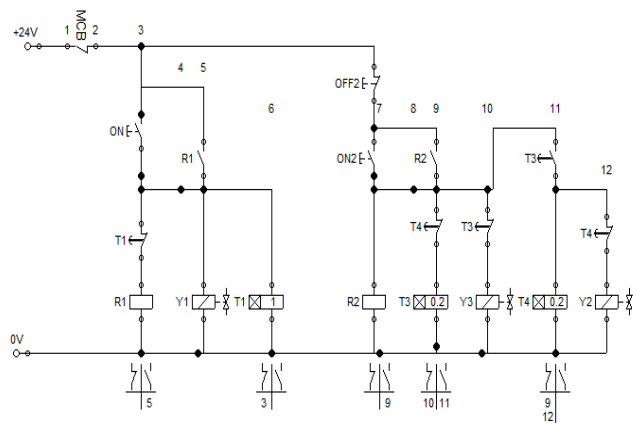 MCB
+24V 1 2 3
4 5
OFF2
6 7 8 9 10 11
ON R1 ON2 R2 T3
12
T1 T4 T3 T4
R1 Y1 T1 1 R2 T3 0.2 Y3 T4 0.2 Y2
0V
5 3 9 10 11 9
12